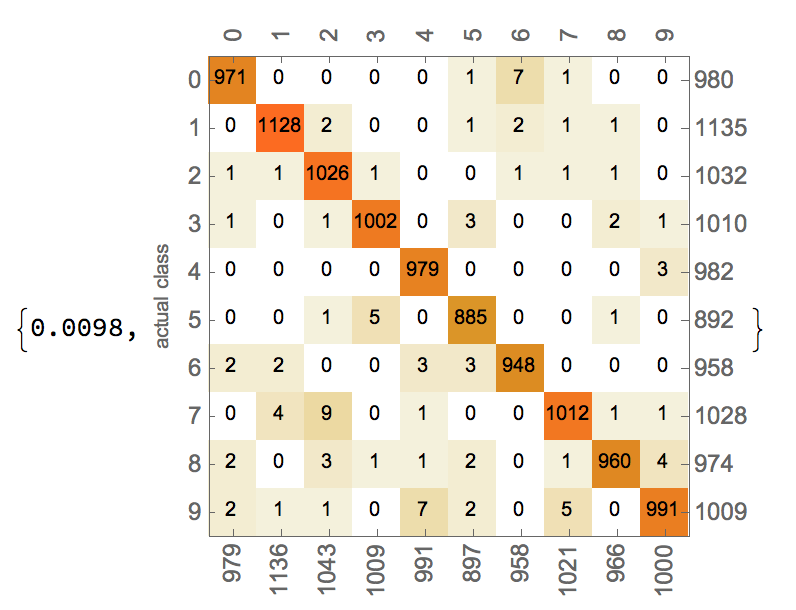 0 1 2 3 4 5 6 7 8 9
0 971 0 0 0 0 1 7 1 0 0 980
1 0 1128 2 0 0 1 2 1 1 0 1135
2 1 1 1026 1 0 0 1 1 1 0 1032
3 1 0 1 1002 0 3 0 0 2 1 1010
4 0 0 0 0 979 0 0 0 0 3 982
actual class
{0.0098, }
5 0 0 1 5 0 885 0 0 1 0 892
6 2 2 0 0 3 3 948 0 0 0 958
7 0 4 9 0 1 0 0 1012 1 1 1028
8 2 0 3 1 1 2 0 1 960 4 974
9 2 1 1 0 7 2 0 5 0 991 1009
979 1136 1043 1009 991 897 958 1021 966 1000